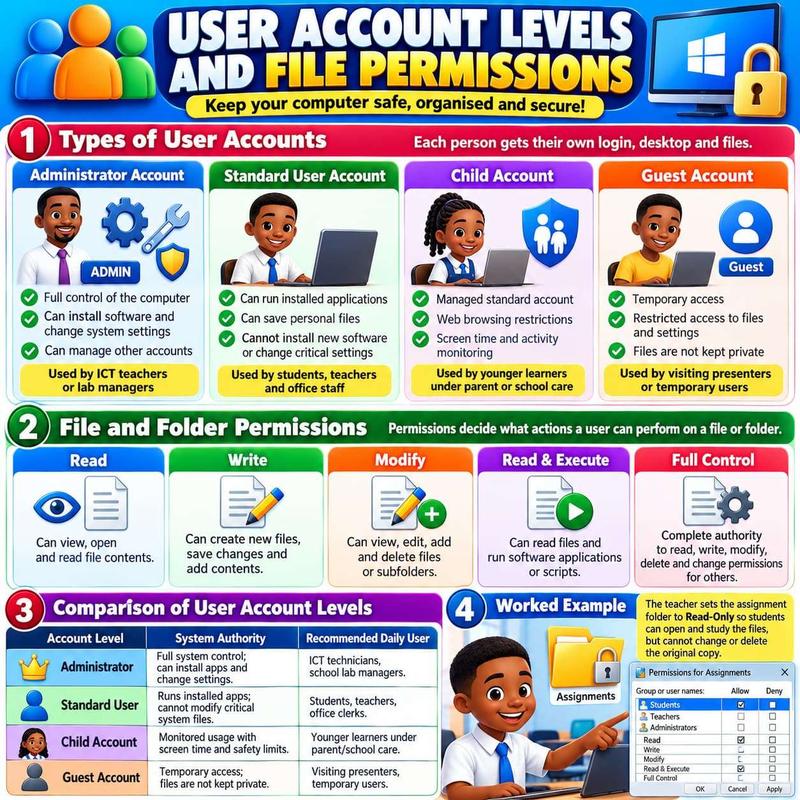 USER ACCOUNT LEVELS
AND FILE PERMISSIONS
Keep your computer safe, organised and secure!
1 Types of User Accounts
Each person gets their own login, desktop and files.
Administrator Account
ADMIN
Full control of the computer
Can install software and
change system settings
Can manage other accounts
Used by ICT teachers
or lab managers
Standard User Account
Can run installed applications
Can save personal files
Cannot install new software
or change critical settings
Used by students, teachers
and office staff
Child Account
Managed standard account
Web browsing restrictions
Screen time and activity
monitoring
Used by younger learners
under parent or school care
Guest Account
Guest
Temporary access
Restricted access to files
and settings
Files are not kept private
Used by visiting presenters
or temporary users
2 File and Folder Permissions
Permissions decide what actions a user can perform on a file or folder.
Read
Can view, open
and read file contents.
Write
Can create new files,
save changes and
add contents.
Modify
Can view, edit, add
and delete files
or subfolders.
Read & Execute
Can read files and
run software applications
or scripts.
Full Control
Complete authority
to read, write, modify,
delete and change permissions
for others.
3 Comparison of User Account Levels
Account Level System Authority Recommended Daily User
Administrator
Full system control;
can install apps and
change settings.
ICT technicians,
school lab managers.
Standard User
Runs installed apps;
cannot modify critical
system files.
Students, teachers,
office clerks.
Child Account
Monitored usage with
screen time and safety limits.
Younger learners under
parent/school care.
Guest Account
Temporary access;
files are not kept private.
Visiting presenters,
temporary users.
4 Worked Example
The teacher sets the assignment
folder to Read-Only so students
can open and study the files,
but cannot change or delete
the original copy.
Assignments
Permissions for Assignments
Group or user names: Allow Deny
Students
Teachers
Administrators
Read
Write
Modify
Read & Execute
Full Control
OK Cancel Apply